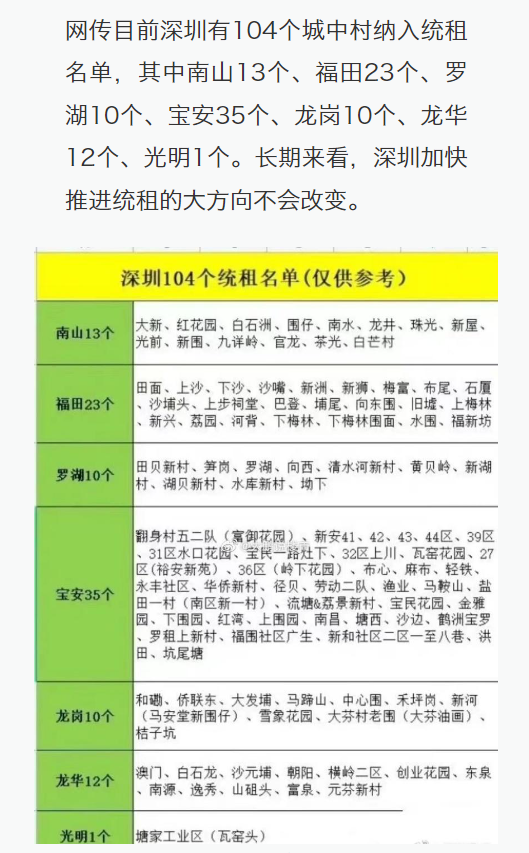 网传目前深圳有104个城中村纳入统租
名单，其中南山13个、福田23个、罗
湖10个、宝安35个、龙岗10个、龙华
12个、光明1个。长期来看，深圳加快
推进统租的大方向不会改变。
深圳104个统租名单(仅供参考)
南山13个
大新、红花园、白石洲、围仔、南水、龙井、珠光、新屋、
光前、新围、九详岭、官龙、茶光、白芒村
福田23个
田面、上沙、下沙、沙嘴、新洲、新狮、梅富、布尾、石厦
、沙埔头、上步祠堂、巴登、埔尾、向东围、旧墟、上梅林
、新兴、荔园、河背、下梅林、下梅林围面、水围、福新坊
罗湖10个
田贝新村、笋岗、罗湖、向西、清水河新村、黄贝岭、新湖
村、湖贝新村、水库新村、坳下
宝安35个
翻身村五二队（富御花园）、新安41、42、43、44区、39区
、31区水口花园、宝民一路灶下、32区上川、瓦窑花园、27
区(裕安新苑）、36区（岭下花园）、布心、麻布、轻铁、
永丰社区、华侨新村、径贝、劳动二队、渔业、马鞍山、盐
田一村（南区新一村）、流塘&荔景新村、宝民花园、金雅
园、下围园、红湾、上围园、南昌、塘西、沙边、鹤洲宝罗
、罗租上新村、福围社区广生、新和社区二区一至八巷、洪
田、坑尾塘
龙岗10个
和磡、侨联东、大发埔、马蹄山、中心围、禾坪岗、新河
（马安堂新围仔）、雪象花园、大芬村老围（大芬油画）、
桔子坑
龙华12个
澳门、白石龙、沙元埔、朝阳、横岭二区、创业花园、东泉
、南源、逸秀、山咀头、富泉、元芬新村
光明1个
塘家工业区（瓦窑头）